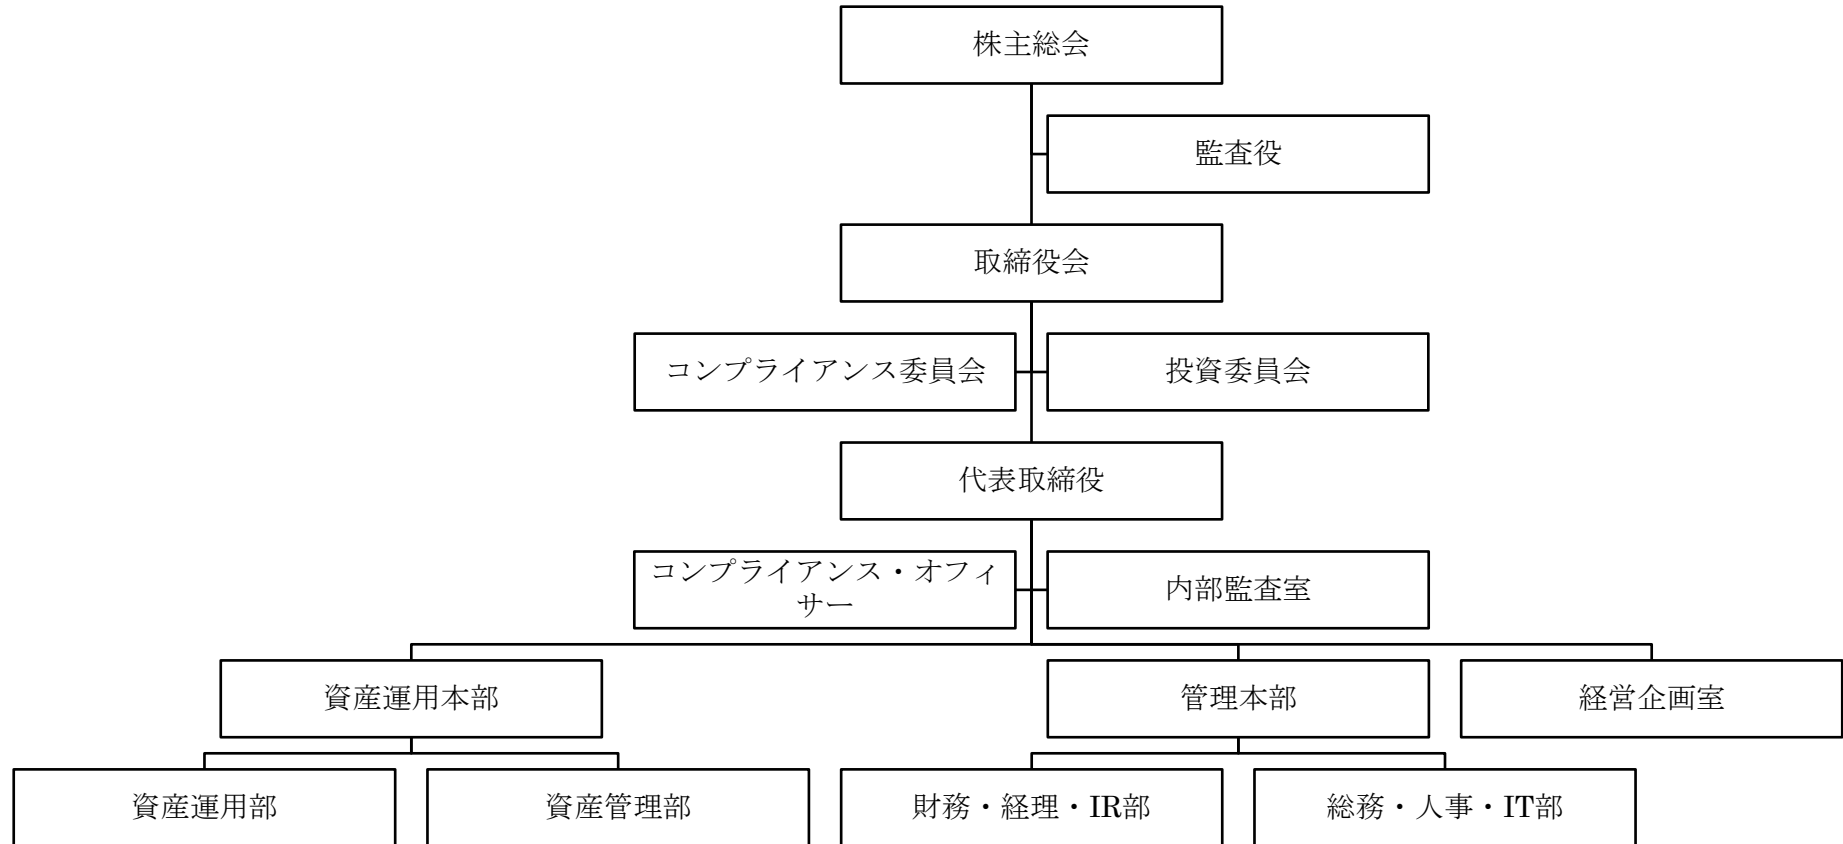 株主総会
監査役
取締役会
コンプライアンス委員会
投資委員会
代表取締役
コンプライアンス・オフィ
サー
内部監査室
資産運用本部
管理本部
経営企画室
資産運用部
資産管理部
財務・経理・IR部
総務・人事・IT部